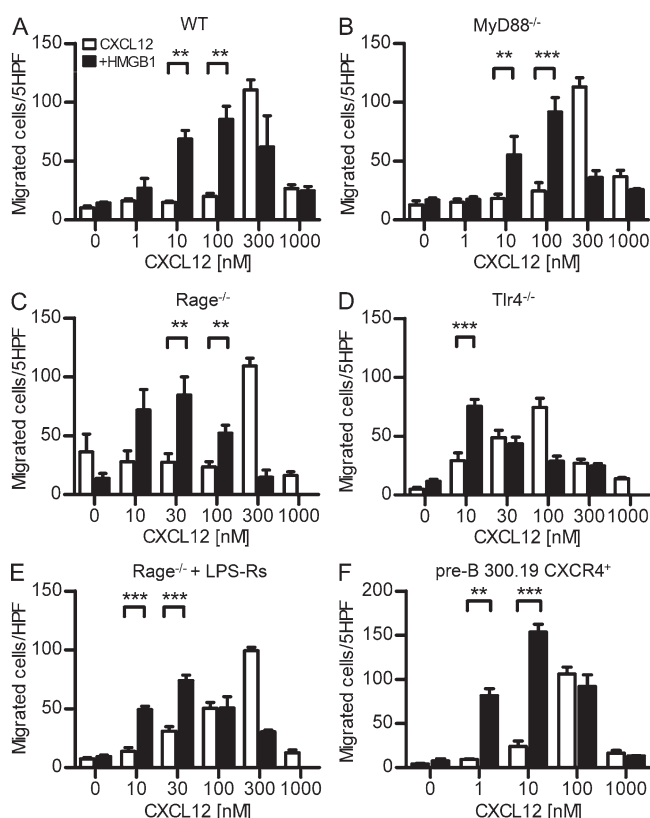 A WT
CXCL12
+HMGB1
** **
Migrated cells/5HPF
150
100
50
0
0 1 10 100 300 1000
CXCL12 [nM]
B MyD88-/-
** ***
Migrated cells/5HPF
150
100
50
0
0 1 10 100 300 1000
CXCL12 [nM]
C Rage-/-
** **
Migrated cells/5HPF
150
100
50
0
0 10 30 100 300 1000
CXCL12 [nM]
D Tlr4-/-
***
Migrated cells/5HPF
150
100
50
0
0 10 30 100 300 1000
CXCL12 [nM]
E Rage-/- + LPS-Rs
*** ***
Migrated cells/HPF
150
100
50
0
0 10 30 100 300 1000
CXCL12 [nM]
F pre-B 300.19 CXCR4+
** ***
Migrated cells/5HPF
200
150
100
50
0
0 1 10 100 1000
CXCL12 [nM]